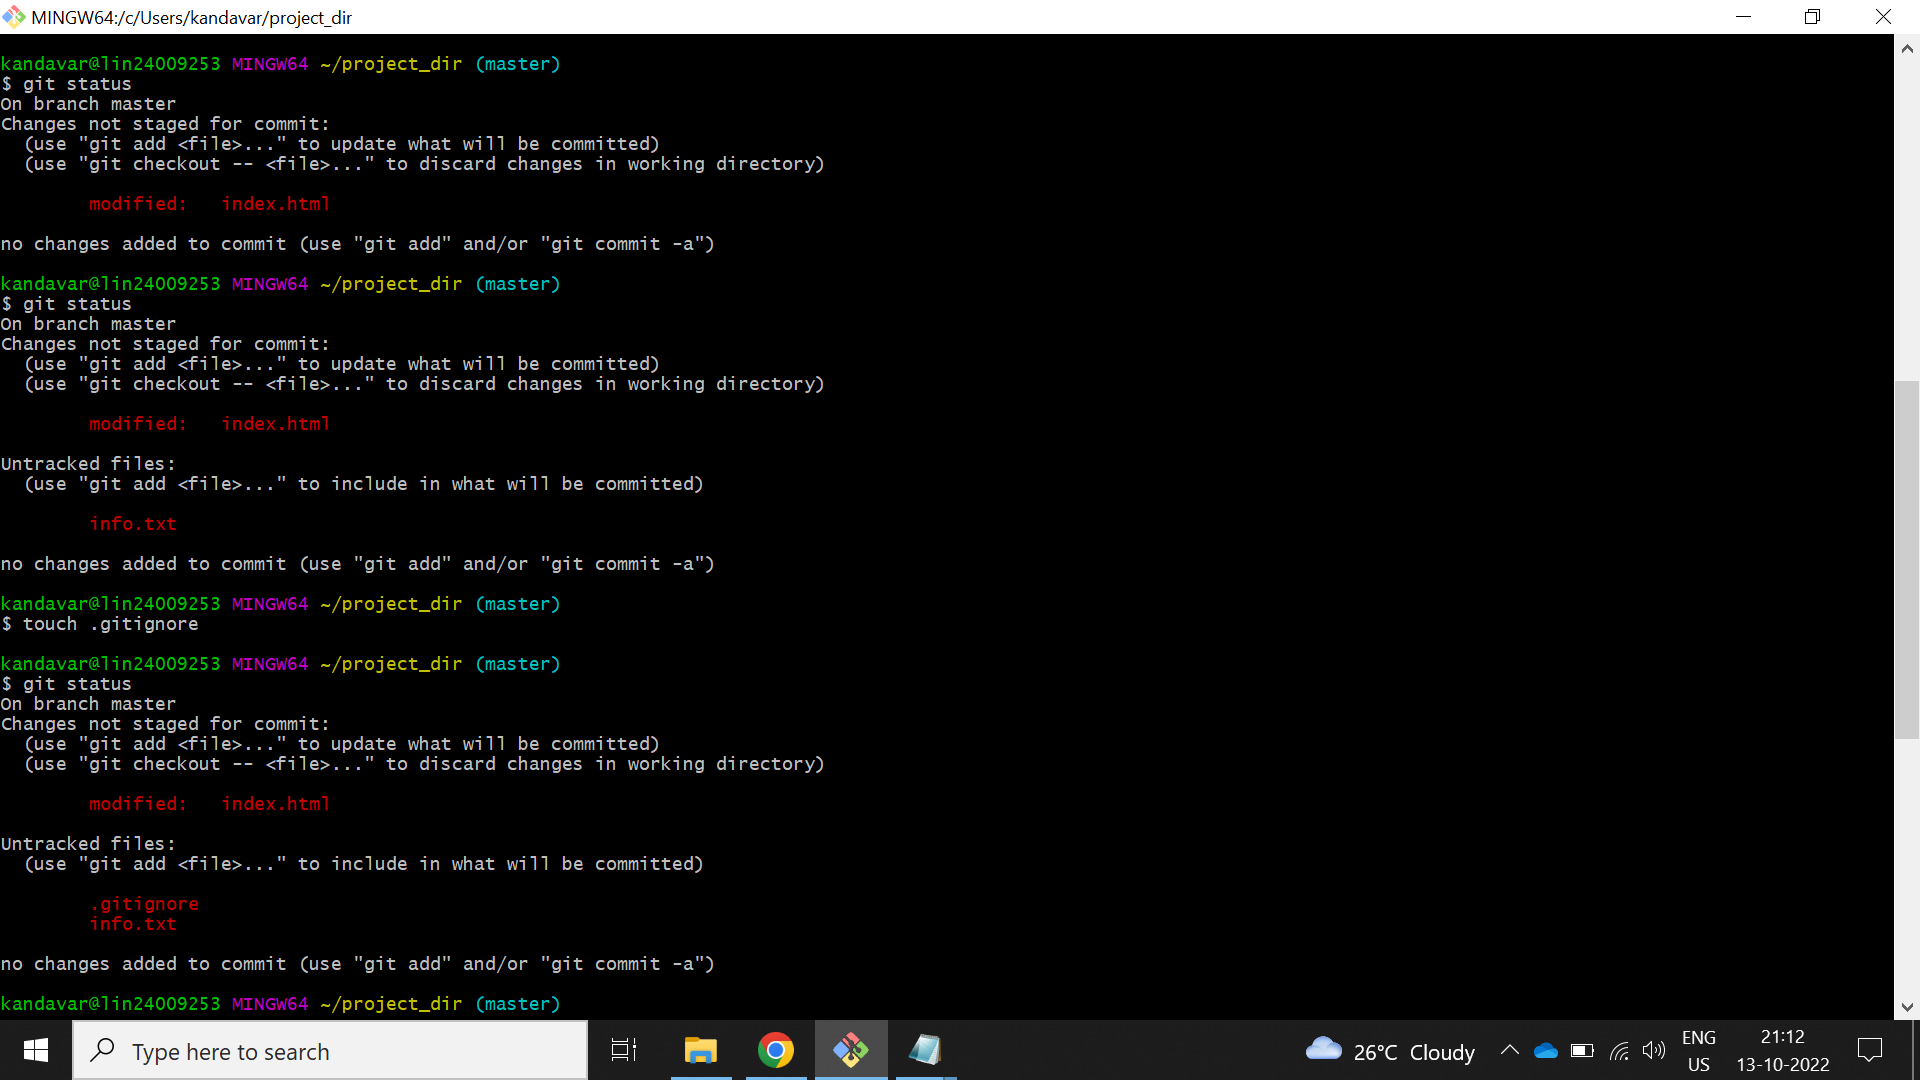 MINGW64:/c/Users/kandavar/project_dir
kandavar@lin24009253 MINGW64 ~/project_dir (master)
$ git status
On branch master
Changes not staged for commit:
  (use "git add <file>..." to update what will be committed)
  (use "git checkout -- <file>..." to discard changes in working directory)
        modified:   index.html
no changes added to commit (use "git add" and/or "git commit -a")
kandavar@lin24009253 MINGW64 ~/project_dir (master)
$ git status
On branch master
Changes not staged for commit:
  (use "git add <file>..." to update what will be committed)
  (use "git checkout -- <file>..." to discard changes in working directory)
        modified:   index.html
Untracked files:
  (use "git add <file>..." to include in what will be committed)
        info.txt
no changes added to commit (use "git add" and/or "git commit -a")
kandavar@lin24009253 MINGW64 ~/project_dir (master)
$ touch .gitignore
kandavar@lin24009253 MINGW64 ~/project_dir (master)
$ git status
On branch master
Changes not staged for commit:
  (use "git add <file>..." to update what will be committed)
  (use "git checkout -- <file>..." to discard changes in working directory)
        modified:   index.html
Untracked files:
  (use "git add <file>..." to include in what will be committed)
        .gitignore
        info.txt
no changes added to commit (use "git add" and/or "git commit -a")
kandavar@lin24009253 MINGW64 ~/project_dir (master)
Type here to search
26°C Cloudy
ENG
US
21:12
13-10-2022